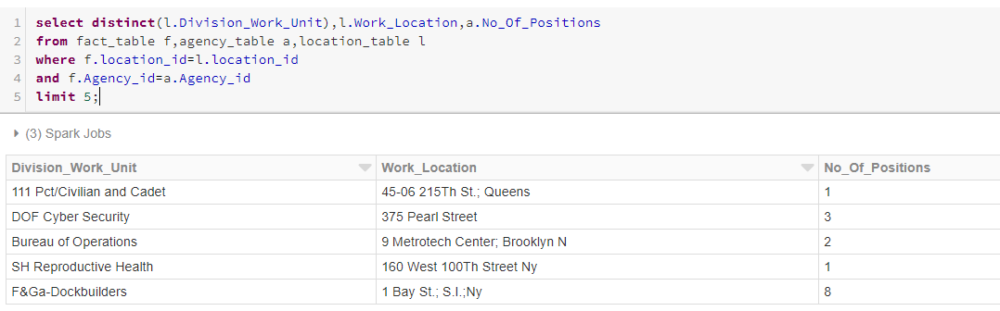 1 select distinct(l.Division_Work_Unit),l.Work_Location,a.No_Of_Positions
2 from fact_table f,agency_table a,location_table l
3 where f.location_id=l.location_id
4 and f.Agency_id=a.Agency_id
5 limit 5;
(3) Spark Jobs
Division_Work_Unit Work_Location No_Of_Positions
111 Pct/Civilian and Cadet 45-06 215Th St.; Queens 1
DOF Cyber Security 375 Pearl Street 3
Bureau of Operations 9 Metrotech Center; Brooklyn N 2
SH Reproductive Health 160 West 100Th Street Ny 1
F&Ga-Dockbuilders 1 Bay St.; S.I.;Ny 8